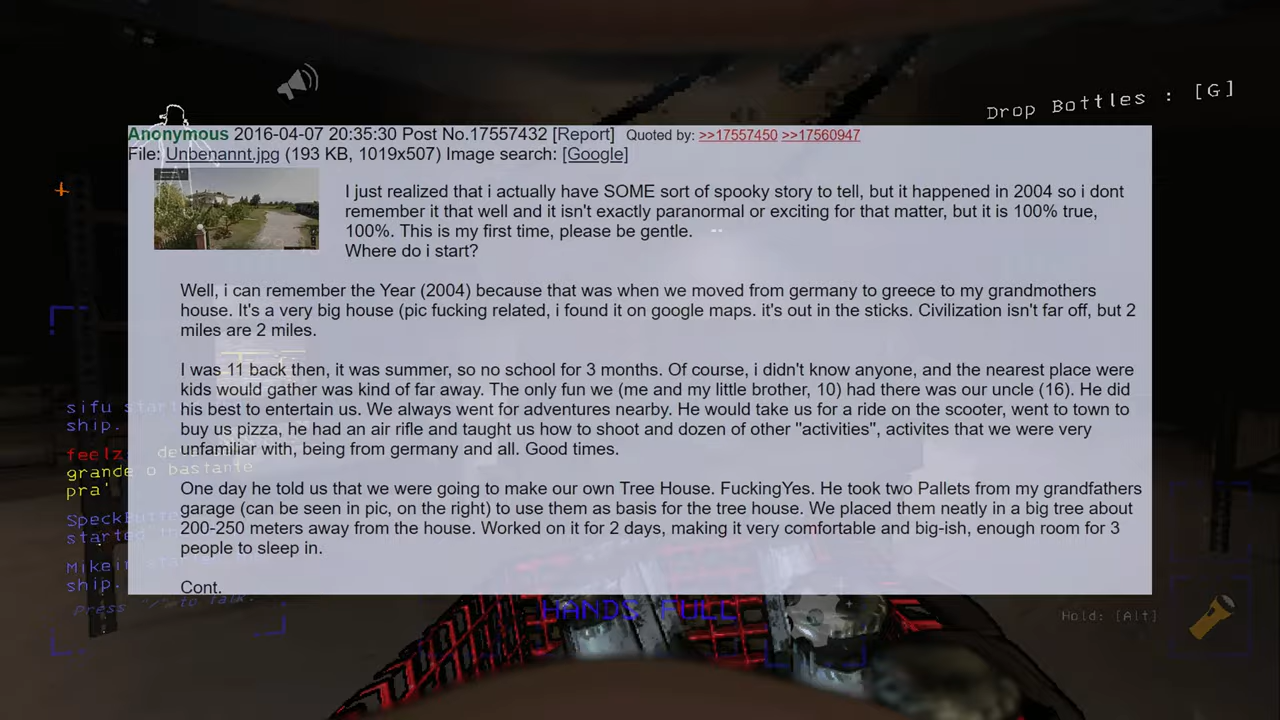 Drop Bottles : [G]
Anonymous 2016-04-07 20:35:30 Post No.17557432 [Report] Quoted by: >>17557450 >>17560947
File: Unbenannt.jpg (193 KB, 1019x507) Image search: [Google]
I just realized that i actually have SOME sort of spooky story to tell, but it happened in 2004 so i dont
remember it that well and it isn't exactly paranormal or exciting for that matter, but it is 100% true,
100%. This is my first time, please be gentle.
Where do i start?
Well, i can remember the Year (2004) because that was when we moved from germany to greece to my grandmothers
house. It's a very big house (pic fucking related, i found it on google maps. it's out in the sticks. Civilization isn't far off, but 2
miles are 2 miles.
I was 11 back then, it was summer, so no school for 3 months. Of course, i didn't know anyone, and the nearest place were
kids would gather was kind of far away. The only fun we (me and my little brother, 10) had there was our uncle (16). He did
his best to entertain us. We always went for adventures nearby. He would take us for a ride on the scooter, went to town to
buy us pizza, he had an air rifle and taught us how to shoot and dozen of other "activities", activites that we were very
unfamiliar with, being from germany and all. Good times.
One day he told us that we were going to make our own Tree House. FuckingYes. He took two Pallets from my grandfathers
garage (can be seen in pic, on the right) to use them as basis for the tree house. We placed them neatly in a big tree about
200-250 meters away from the house. Worked on it for 2 days, making it very comfortable and big-ish, enough room for 3
people to sleep in.
Cont.
sifu
ship.
feelz
grande o bastante
pra'
started
ship.
Press "/" to talk.
HANDS FULL
Hold: [Alt]